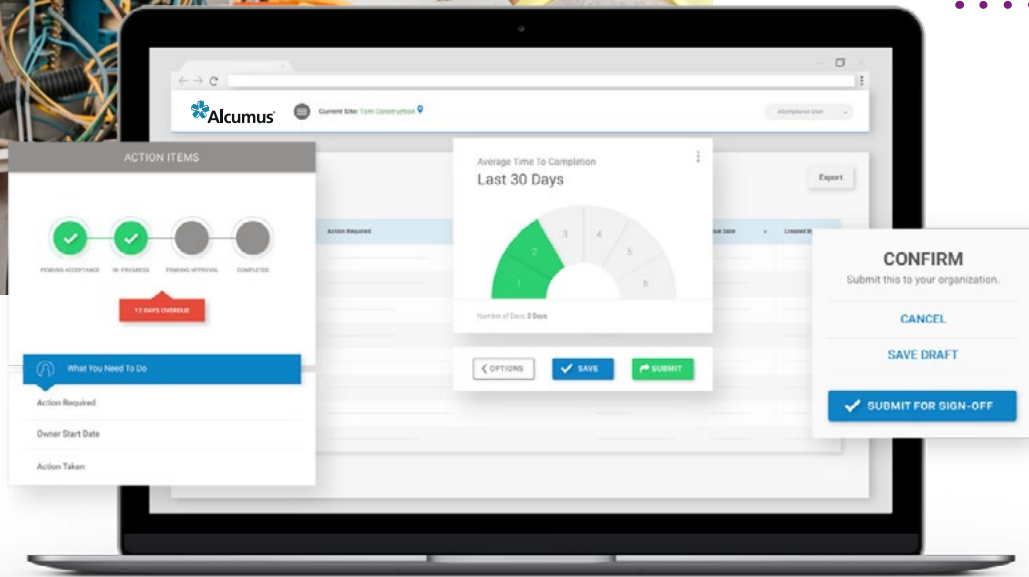 Alcumus
Current Site: Tom Construction
eCompliance User
ACTION ITEMS
PENDING ACCEPTANCE IN-PROGRESS PENDING APPROVAL COMPLETED
12 DAYS OVERDUE
What You Need To Do
Action Required
Owner Start Date
Action Taken
Action Required
Average Time To Completion
Last 30 Days
1
2
3
4
6
Number of Days: 2 Days
OPTIONS SAVE SUBMIT
Export
Due Date Created By
CONFIRM
Submit this to your organization.
CANCEL
SAVE DRAFT
SUBMIT FOR SIGN-OFF